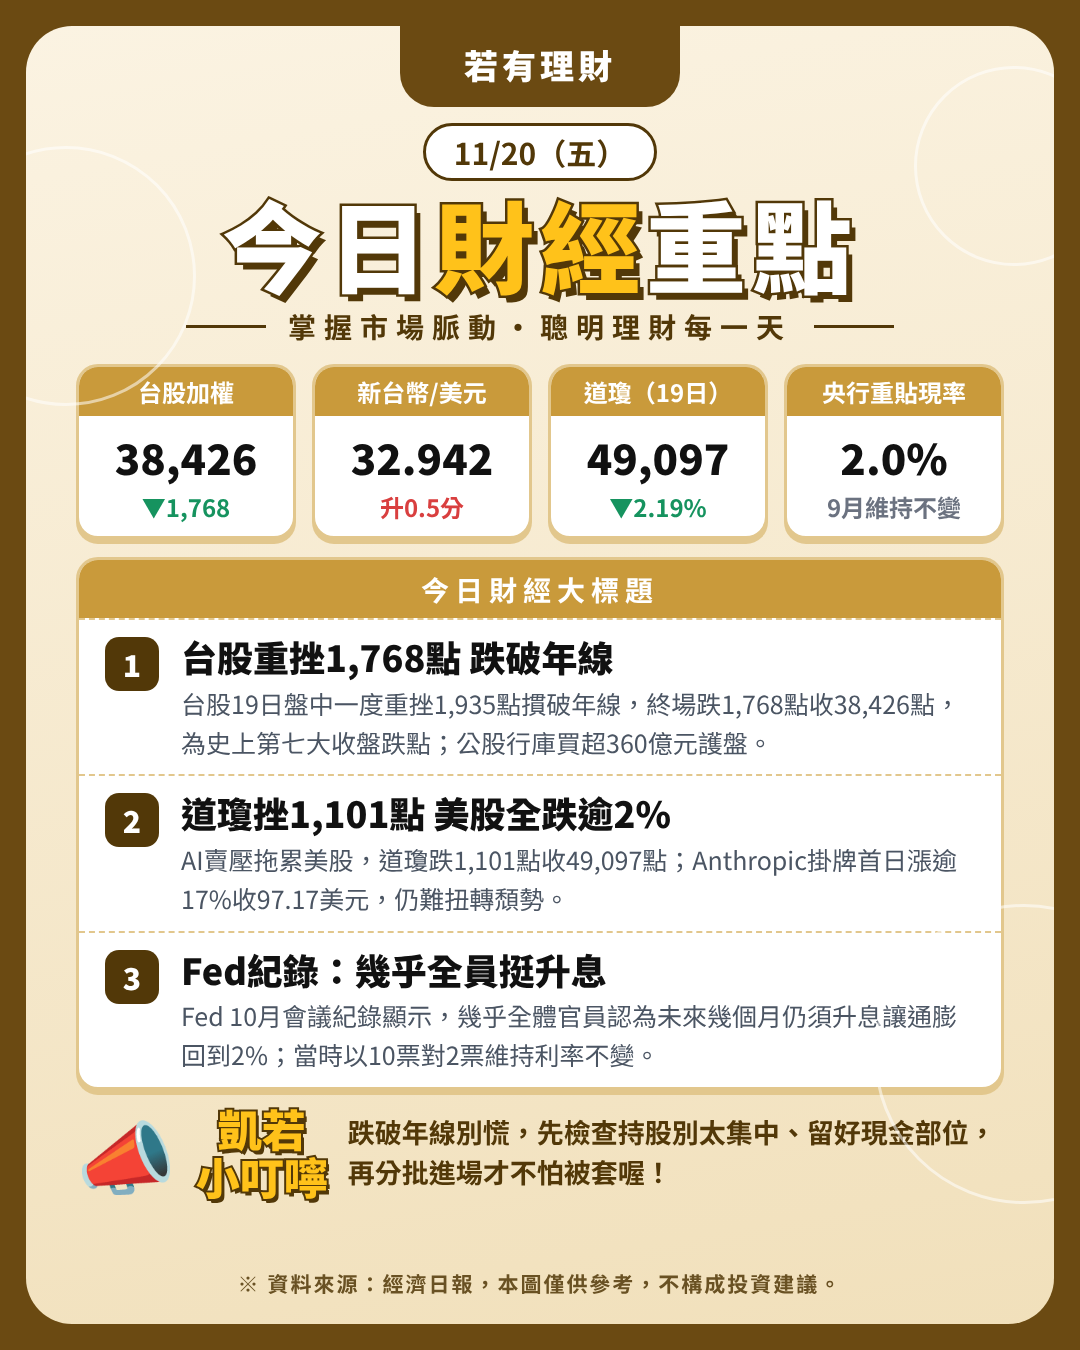 若有理財
11/20（五）
今日財經重點
掌握市場脈動・聰明理財每一天
台股加權
38,426
▼1,768
新台幣/美元
32.942
升0.5分
道瓊（19日）
49,097
▼2.19%
央行重貼現率
2.0%
9月維持不變
今日財經大標題
1
台股重挫1,768點 跌破年線
台股19日盤中一度重挫1,935點摜破年線，終場跌1,768點收38,426點，
為史上第七大收盤跌點；公股行庫買超360億元護盤。
2
道瓊挫1,101點 美股全跌逾2%
AI賣壓拖累美股，道瓊跌1,101點收49,097點；Anthropic掛牌首日漲逾
17%收97.17美元，仍難扭轉頹勢。
3
Fed紀錄：幾乎全員挺升息
Fed 10月會議紀錄顯示，幾乎全體官員認為未來幾個月仍須升息讓通膨
回到2%；當時以10票對2票維持利率不變。
凱若
小叮嚀
跌破年線別慌，先檢查持股別太集中、留好現金部位，
再分批進場才不怕被套喔！
※ 資料來源：經濟日報，本圖僅供參考，不構成投資建議。